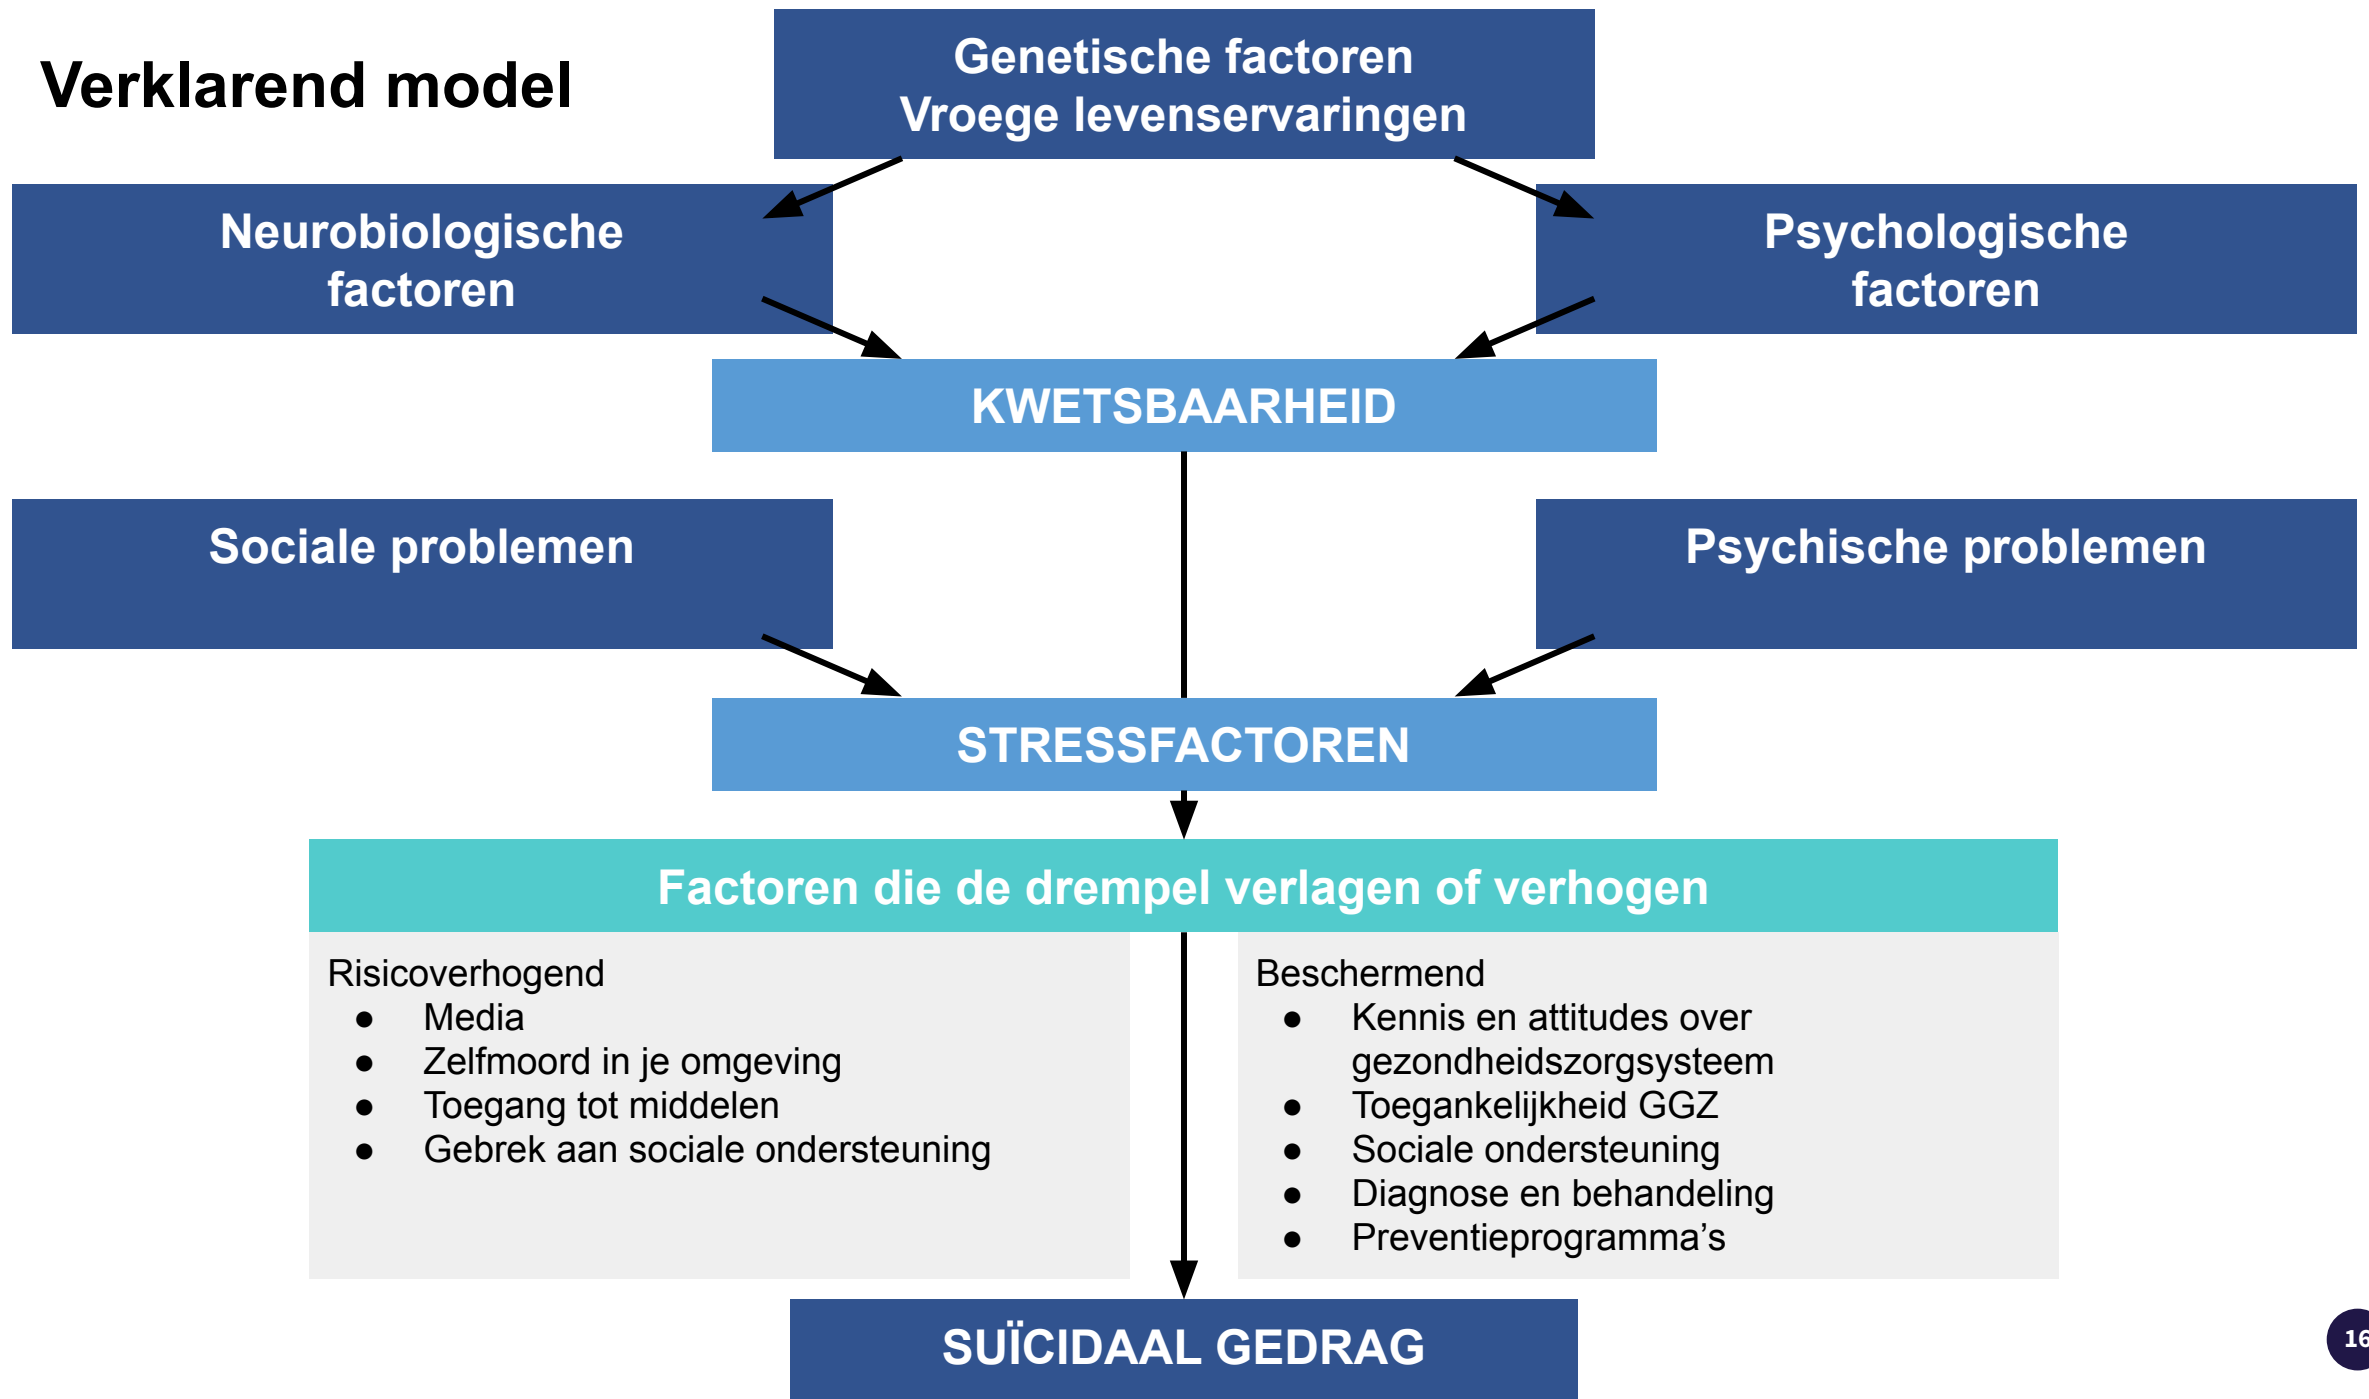 Verklarend model
Genetische factoren
Vroege levenservaringen
Neurobiologische
factoren
Psychologische
factoren
KWETSBAARHEID
Sociale problemen
Psychische problemen
STRESSFACTOREN
Factoren die de drempel verlagen of verhogen
Risicoverhogend
● Media
● Zelfmoord in je omgeving
● Toegang tot middelen
● Gebrek aan sociale ondersteuning
Beschermend
● Kennis en attitudes over
gezondheidszorgsysteem
● Toegankelijkheid GGZ
● Sociale ondersteuning
● Diagnose en behandeling
● Preventieprogramma’s
SUÏCIDAAL GEDRAG
16